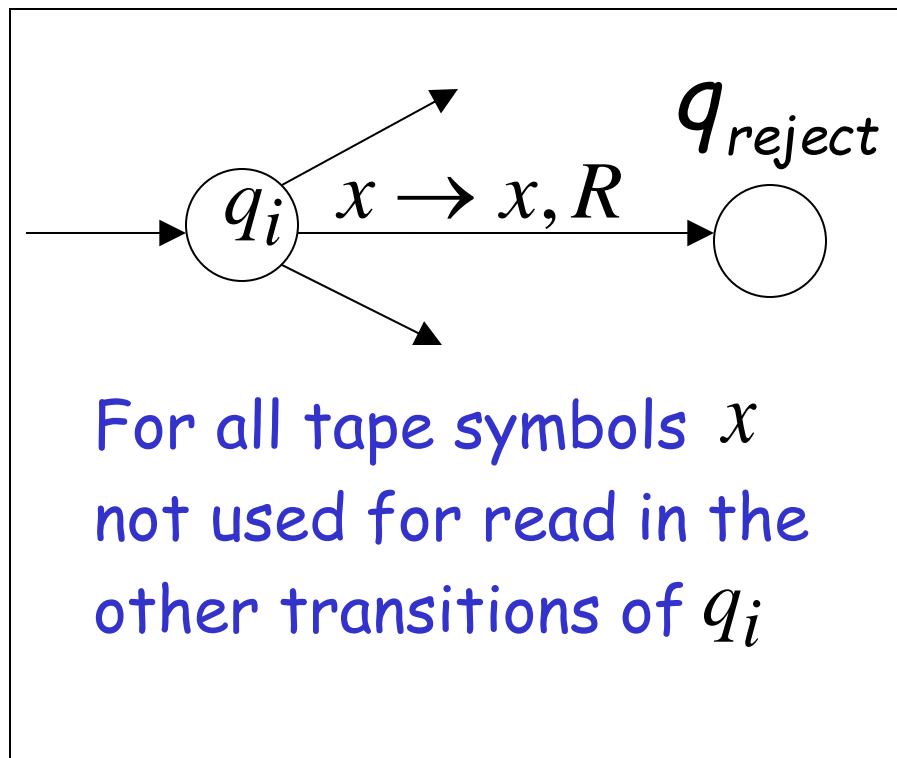 q_reject
q_i x → x, R
For all tape symbols x
not used for read in the
other transitions of q_i